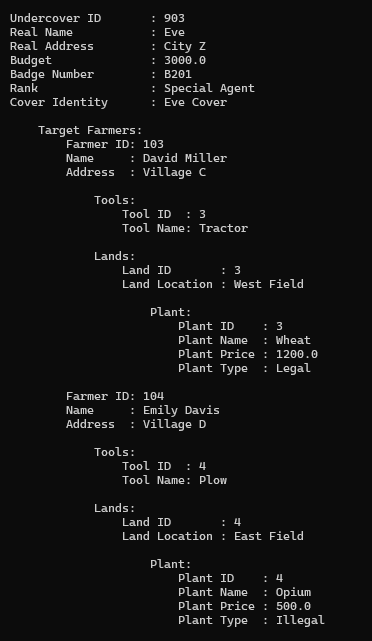 Undercover ID       : 903
Real Name           : Eve
Real Address        : City Z
Budget              : 3000.0
Badge Number        : B201
Rank                : Special Agent
Cover Identity      : Eve Cover

    Target Farmers:
        Farmer ID: 103
        Name     : David Miller
        Address  : Village C

            Tools:
                Tool ID  : 3
                Tool Name: Tractor

            Lands:
                Land ID       : 3
                Land Location : West Field

                    Plant:
                        Plant ID    : 3
                        Plant Name  : Wheat
                        Plant Price : 1200.0
                        Plant Type  : Legal

        Farmer ID: 104
        Name     : Emily Davis
        Address  : Village D

            Tools:
                Tool ID  : 4
                Tool Name: Plow

            Lands:
                Land ID       : 4
                Land Location : East Field

                    Plant:
                        Plant ID    : 4
                        Plant Name  : Opium
                        Plant Price : 500.0
                        Plant Type  : Illegal